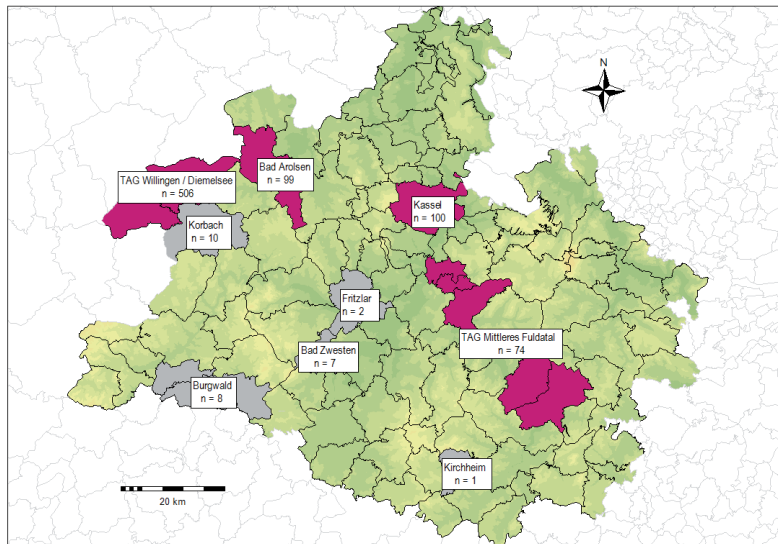 N
TAG Willingen / Diemelsee
n = 506
Bad Arolsen
n = 99
Kassel
n = 100
Korbach
n = 10
Fritzlar
n = 2
TAG Mittleres Fuldatal
n = 74
Bad Zwesten
n = 7
Burgwald
n = 8
Kirchheim
n = 1
20 km